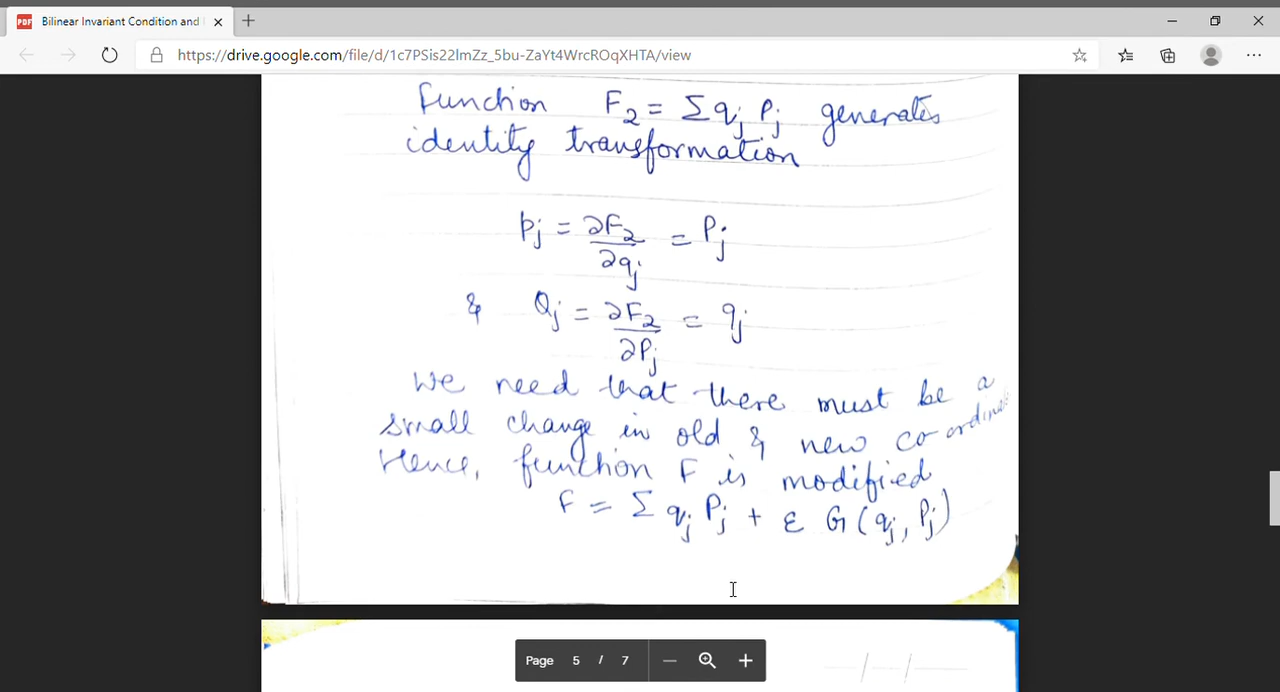 Bilinear Invariant Condition and
https://drive.google.com/file/d/1c7PSis22lmZz_5bu-ZaYt4WrcROqXHTA/view
function F₂ = Σ qⱼ Pⱼ generates
identity transformation
pⱼ = ∂F₂/∂qⱼ = Pⱼ
& Qⱼ = ∂F₂/∂Pⱼ = qⱼ
We need that there must be a
small change in old & new co-ordina
Hence, function F is modified
F = Σ qⱼ Pⱼ + ε G(qⱼ, Pⱼ)
Page 5 / 7